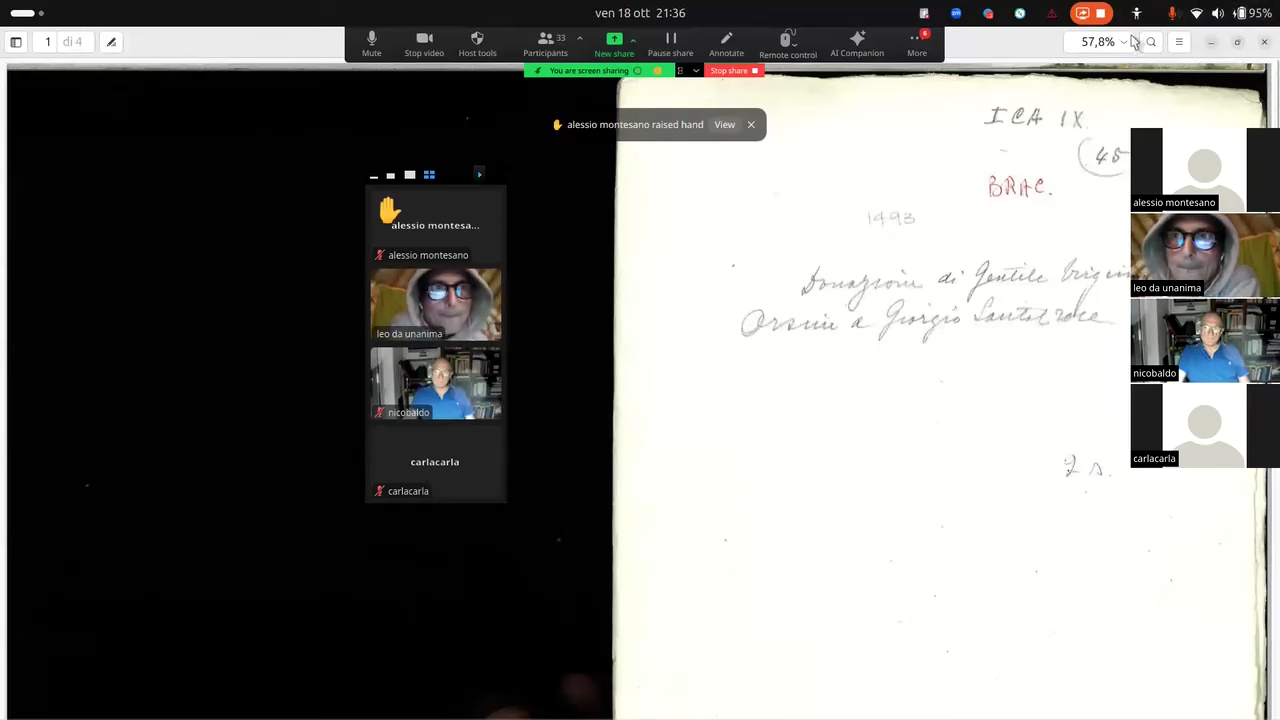 ven 18 ott 21:36
95%
1 di 4
57,8%
Mute
Stop video
Host tools
33
Participants
New share
Pause share
Annotate
Remote control
AI Companion
6
More
You are screen sharing
Stop share
alessio montesano raised hand
View
ICA IX
45
BRAC.
1493
Donazione di Gentile Virginio
Orsini a Giorgio Santacroce
alessio montesa...
alessio montesano
leo da unanima
nicobaldo
carlacarla
carlacarla
alessio montesano
leo da unanima
nicobaldo
carlacarla